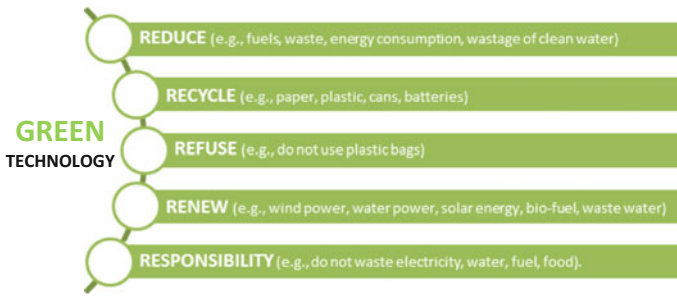 REDUCE (e.g., fuels, waste, energy consumption, wastage of clean water)
RECYCLE (e.g., paper, plastic, cans, batteries)
GREEN
TECHNOLOGY
REFUSE (e.g., do not use plastic bags)
RENEW (e.g., wind power, water power, solar energy, bio-fuel, waste water)
RESPONSIBILITY (e.g., do not waste electricity, water, fuel, food).